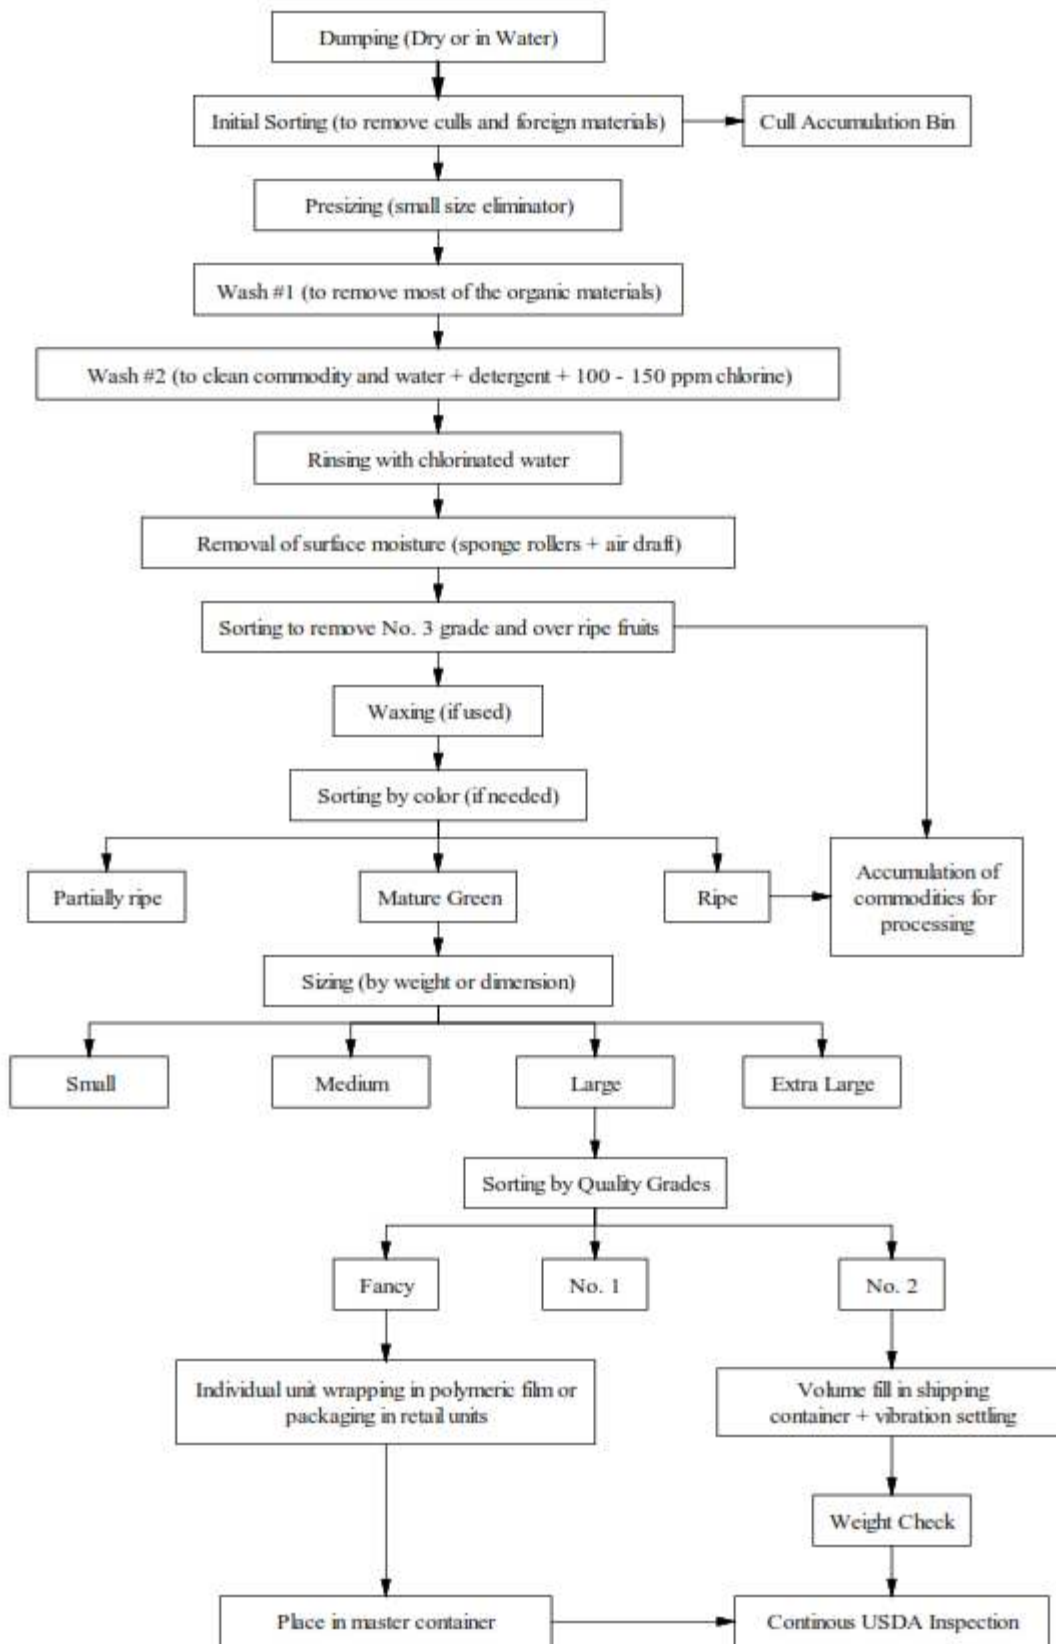 Dumping (Dry or in Water)
Initial Sorting (to remove culls and foreign materials)
Cull Accumulation Bin
Presizing (small size eliminator)
Wash #1 (to remove most of the organic materials)
Wash #2 (to clean commodity and water + detergent + 100 - 150 ppm chlorine)
Rinsing with chlorinated water
Removal of surface moisture (sponge rollers + air draft)
Sorting to remove No. 3 grade and over ripe fruits
Waxing (if used)
Sorting by color (if needed)
Partially ripe
Mature Green
Ripe
Accumulation of
commodities for
processing
Sizing (by weight or dimension)
Small
Medium
Large
Extra Large
Sorting by Quality Grades
Fancy
No. 1
No. 2
Individual unit wrapping in polymeric film or
packaging in retail units
Volume fill in shipping
container + vibration settling
Weight Check
Place in master container
Continous USDA Inspection